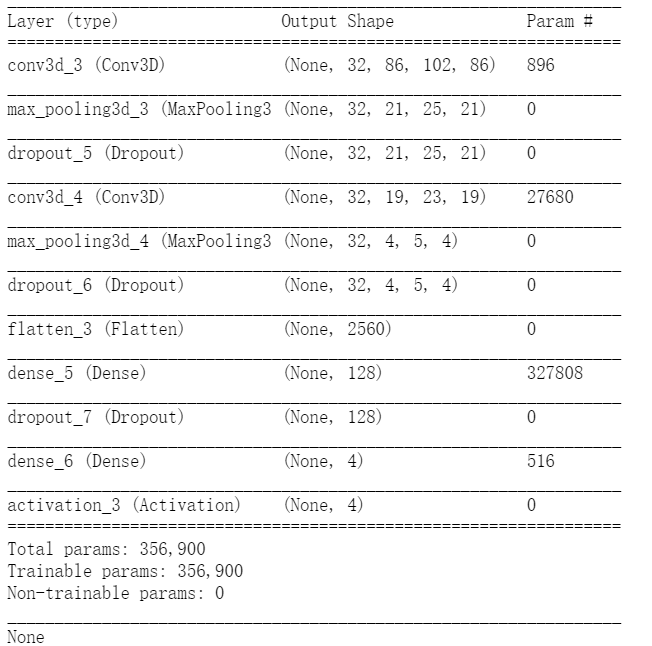 Layer (type)                 Output Shape              Param #
=================================================================
conv3d_3 (Conv3D)            (None, 32, 86, 102, 86)   896
_________________________________________________________________
max_pooling3d_3 (MaxPooling3 (None, 32, 21, 25, 21)    0
_________________________________________________________________
dropout_5 (Dropout)          (None, 32, 21, 25, 21)    0
_________________________________________________________________
conv3d_4 (Conv3D)            (None, 32, 19, 23, 19)    27680
_________________________________________________________________
max_pooling3d_4 (MaxPooling3 (None, 32, 4, 5, 4)       0
_________________________________________________________________
dropout_6 (Dropout)          (None, 32, 4, 5, 4)       0
_________________________________________________________________
flatten_3 (Flatten)          (None, 2560)              0
_________________________________________________________________
dense_5 (Dense)              (None, 128)               327808
_________________________________________________________________
dropout_7 (Dropout)          (None, 128)               0
_________________________________________________________________
dense_6 (Dense)              (None, 4)                 516
_________________________________________________________________
activation_3 (Activation)    (None, 4)                 0
=================================================================
Total params: 356,900
Trainable params: 356,900
Non-trainable params: 0
_________________________________________________________________
None